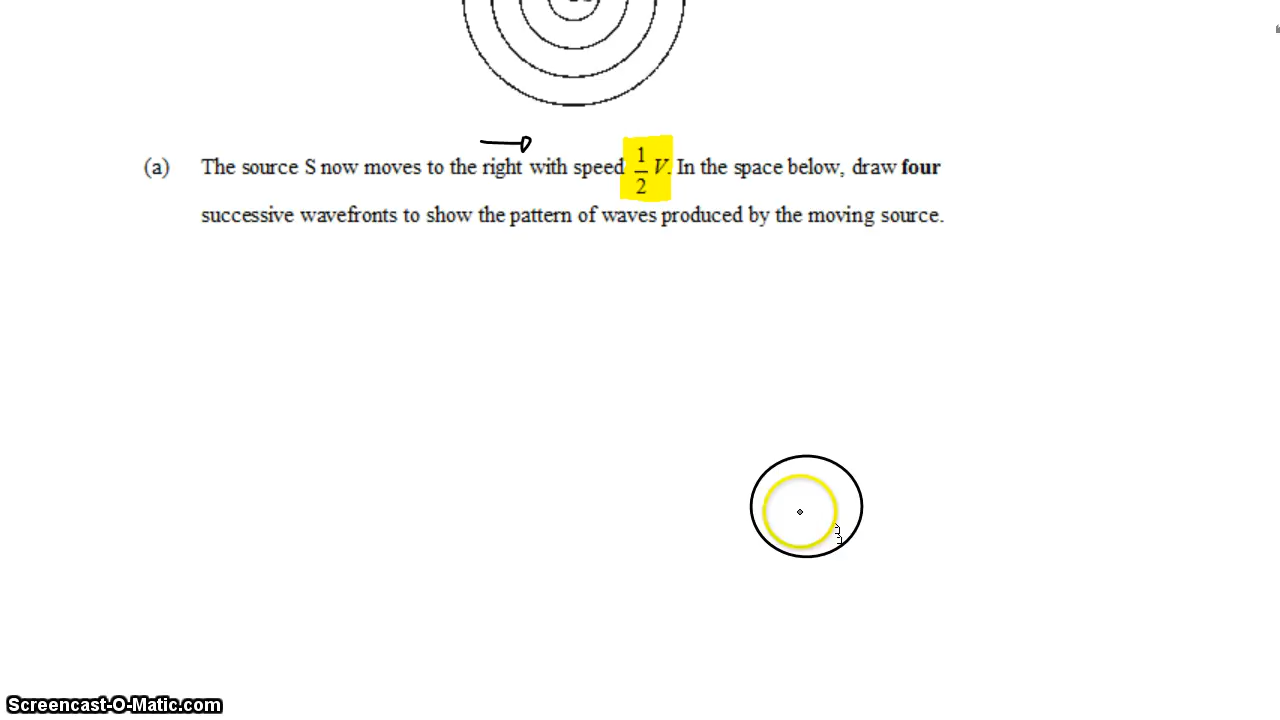 (a) The source S now moves to the right with speed 1/2 V. In the space below, draw four
successive wavefronts to show the pattern of waves produced by the moving source.
Screencast-O-Matic.com